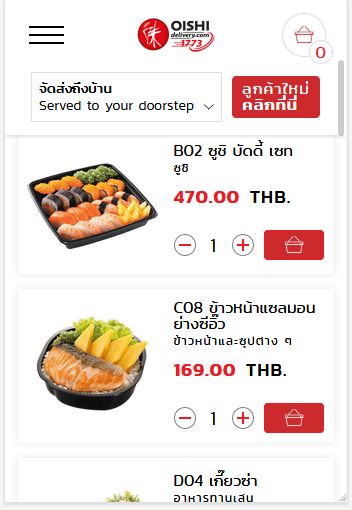 OISHI
delivery.com
1773
0
จัดส่งถึงบ้าน
Served to your doorstep
ลูกค้าใหม่
คลิกที่นี่
B02 ซูชิ บัดดี้ เซท
ซูชิ
470.00 THB.
1
C08 ข้าวหน้าแซลมอน
ย่างซีอิ๊ว
ข้าวหน้าและซุปต่าง ๆ
169.00 THB.
1
D04 เกี๊ยวซ่า
อาหารทานเล่น